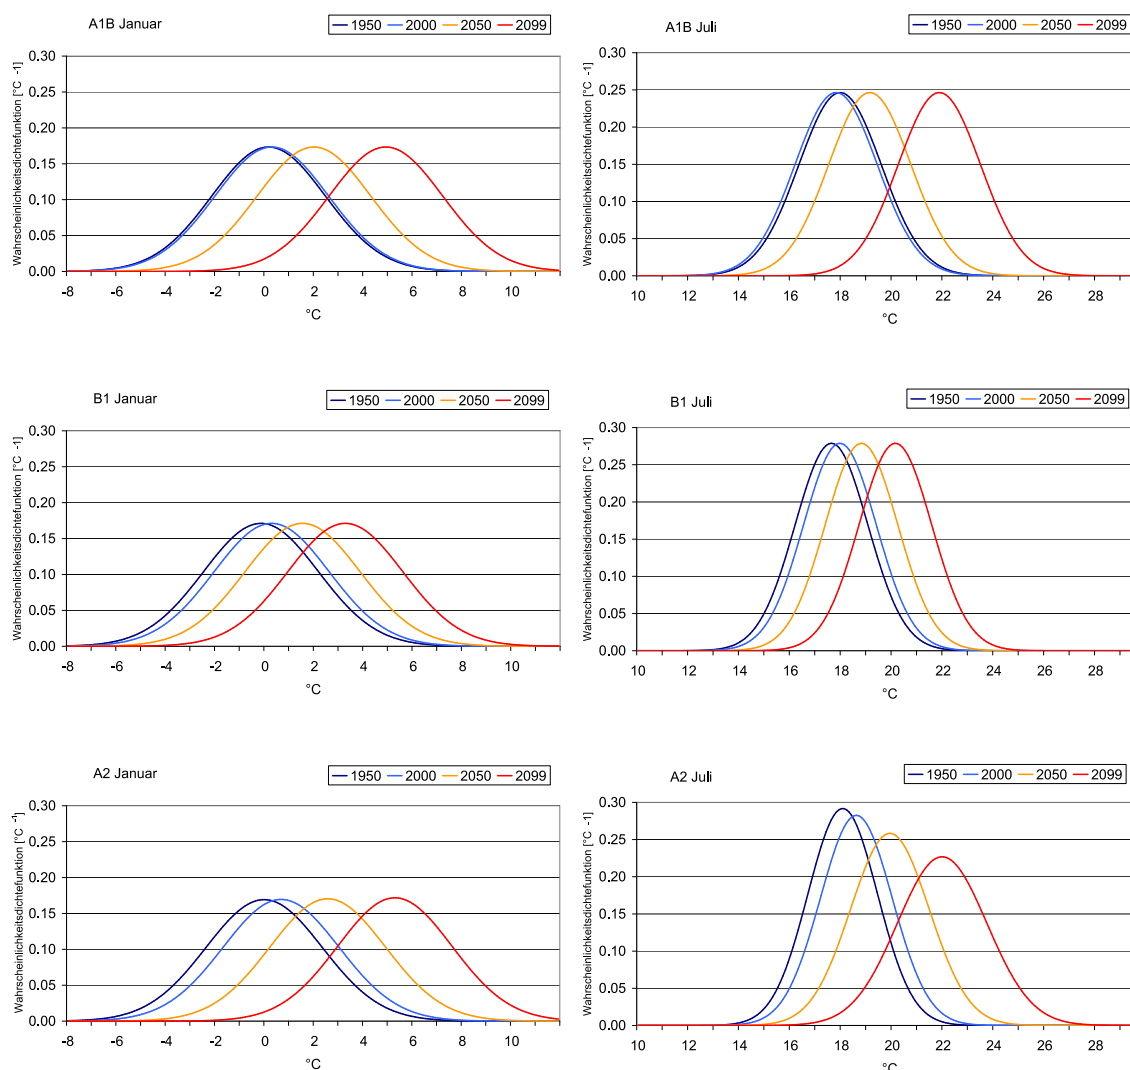 A1B Januar
1950 2000 2050 2099
Wahrscheinlichkeitsdichtefunktion [°C -1]
0.30
0.25
0.20
0.15
0.10
0.05
0.00
-8 -6 -4 -2 0 2 4 6 8 10
°C
A1B Juli
1950 2000 2050 2099
Wahrscheinlichkeitsdichtefunktion [°C -1]
0.30
0.25
0.20
0.15
0.10
0.05
0.00
10 12 14 16 18 20 22 24 26 28
°C
B1 Januar
1950 2000 2050 2099
Wahrscheinlichkeitsdichtefunktion [°C -1]
0.30
0.25
0.20
0.15
0.10
0.05
0.00
-8 -6 -4 -2 0 2 4 6 8 10
°C
B1 Juli
1950 2000 2050 2099
Wahrscheinlichkeitsdichtefunktion [°C -1]
0.30
0.25
0.20
0.15
0.10
0.05
0.00
10 12 14 16 18 20 22 24 26 28
°C
A2 Januar
1950 2000 2050 2099
Wahrscheinlichkeitsdichtefunktion [°C -1]
0.30
0.25
0.20
0.15
0.10
0.05
0.00
-8 -6 -4 -2 0 2 4 6 8 10
°C
A2 Juli
1950 2000 2050 2099
Wahrscheinlichkeitsdichtefunktion [°C -1]
0.30
0.25
0.20
0.15
0.10
0.05
0.00
10 12 14 16 18 20 22 24 26 28
°C